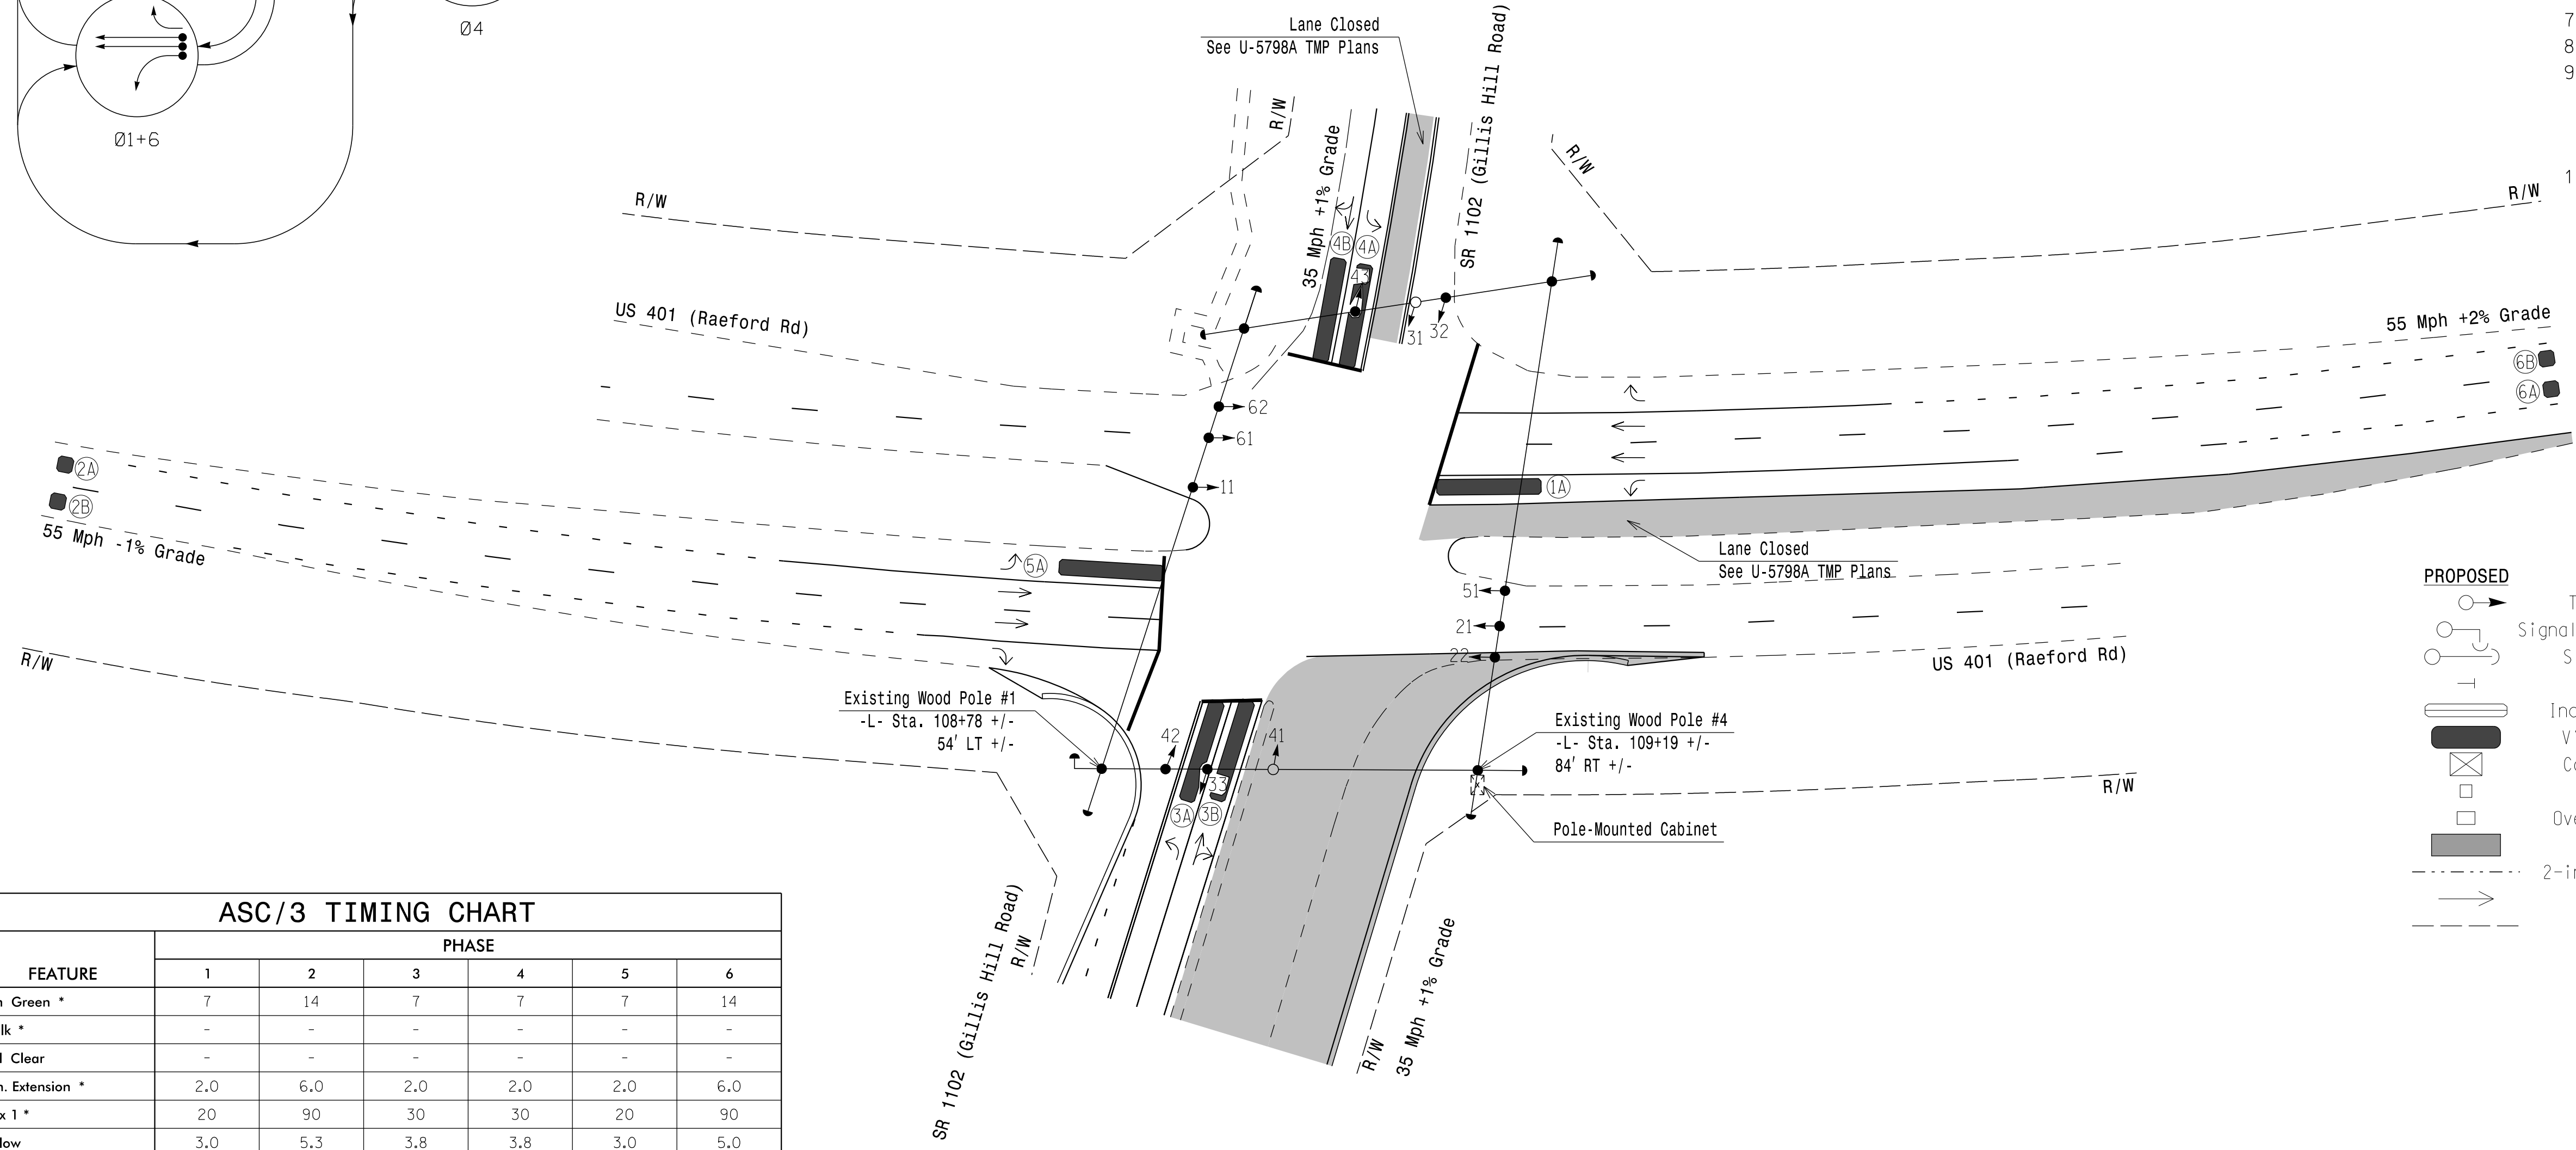 Ø4
Ø1+6
Lane Closed
See U-5798A TMP Plans
R/W
35 Mph +1% Grade
SR 1102 (Gillis Hill Road)
R/W
7
8
9
1
R/W
R/W
US 401 (Raeford Rd)
4B
4A
43
31
32
55 Mph +2% Grade
6B
6A
62
61
11
2A
2B
55 Mph -1% Grade
1A
5A
Lane Closed
See U-5798A TMP Plans
51
21
22
US 401 (Raeford Rd)
R/W
Existing Wood Pole #1
-L- Sta. 108+78 +/-
54' LT +/-
42
41
33
3A
3B
Existing Wood Pole #4
-L- Sta. 109+19 +/-
84' RT +/-
R/W
Pole-Mounted Cabinet
PROPOSED
Signal
2-i
SR 1102 (Gillis Hill Road)
R/W
R/W
35 Mph +1% Grade
ASC/3 TIMING CHART
PHASE
FEATURE 1 2 3 4 5 6
Green * 7 14 7 7 7 14
lk * - - - - - -
Clear - - - - - -
Extension * 2.0 6.0 2.0 2.0 2.0 6.0
x 1 * 20 90 30 30 20 90
low 3.0 5.3 3.8 3.8 3.0 5.0